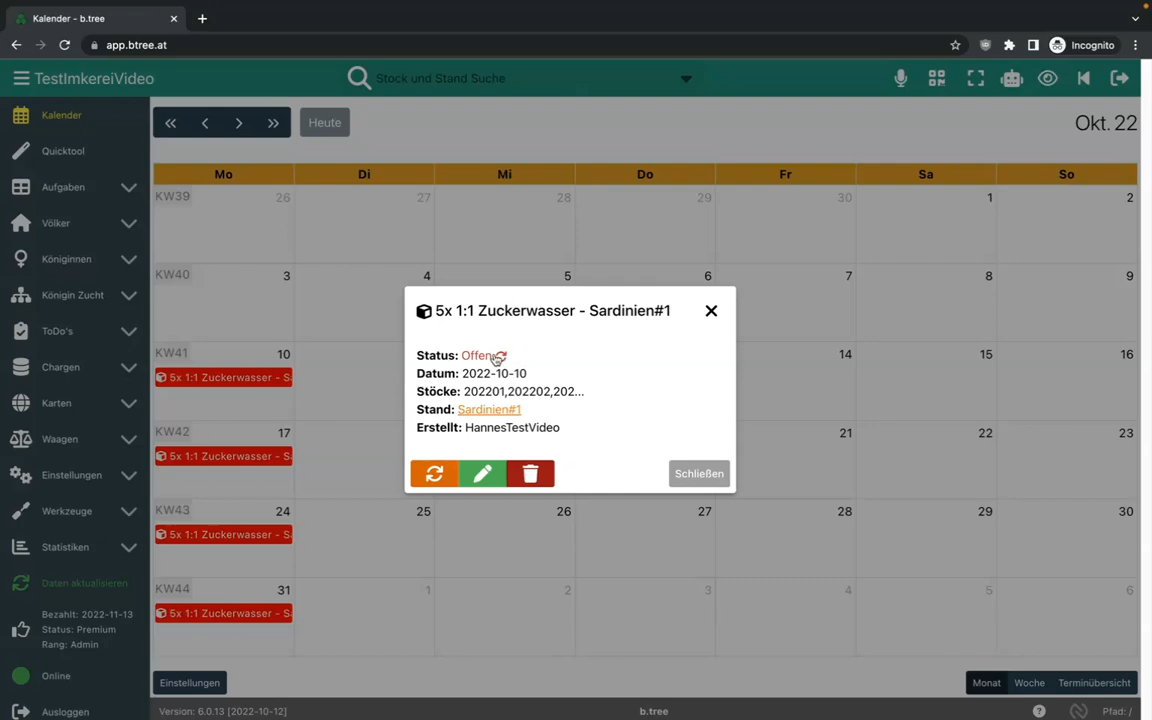 Kalender - b.tree
app.btree.at
Incognito
TestImkereiVideo
Stock und Stand Suche
Kalender
Quicktool
Aufgaben
Völker
Königinnen
Königin Zucht
ToDo's
Chargen
Karten
Waagen
Einstellungen
Werkzeuge
Statistiken
Daten aktualisieren
Bezahlt: 2022-11-13
Status: Premium
Rang: Admin
Online
Ausloggen
Heute
Okt. 22
Mo Di Mi Do Fr Sa So
KW39 26 27 28 29 30 1 2
KW40 3 4 5 6 7 8 9
KW41 10 14 15 16
5x 1:1 Zuckerwasser - S
KW42 17 21 22 23
5x 1:1 Zuckerwasser - S
KW43 24 25 26 27 28 29 30
5x 1:1 Zuckerwasser - S
KW44 31 1 2 3 4 5 6
5x 1:1 Zuckerwasser - S
5x 1:1 Zuckerwasser - Sardinien#1
Status: Offen
Datum: 2022-10-10
Stöcke: 202201,202202,202...
Stand: Sardinien#1
Erstellt: HannesTestVideo
Schließen
Einstellungen
Monat Woche Terminübersicht
Version: 6.0.13 [2022-10-12]
b.tree
Pfad: /